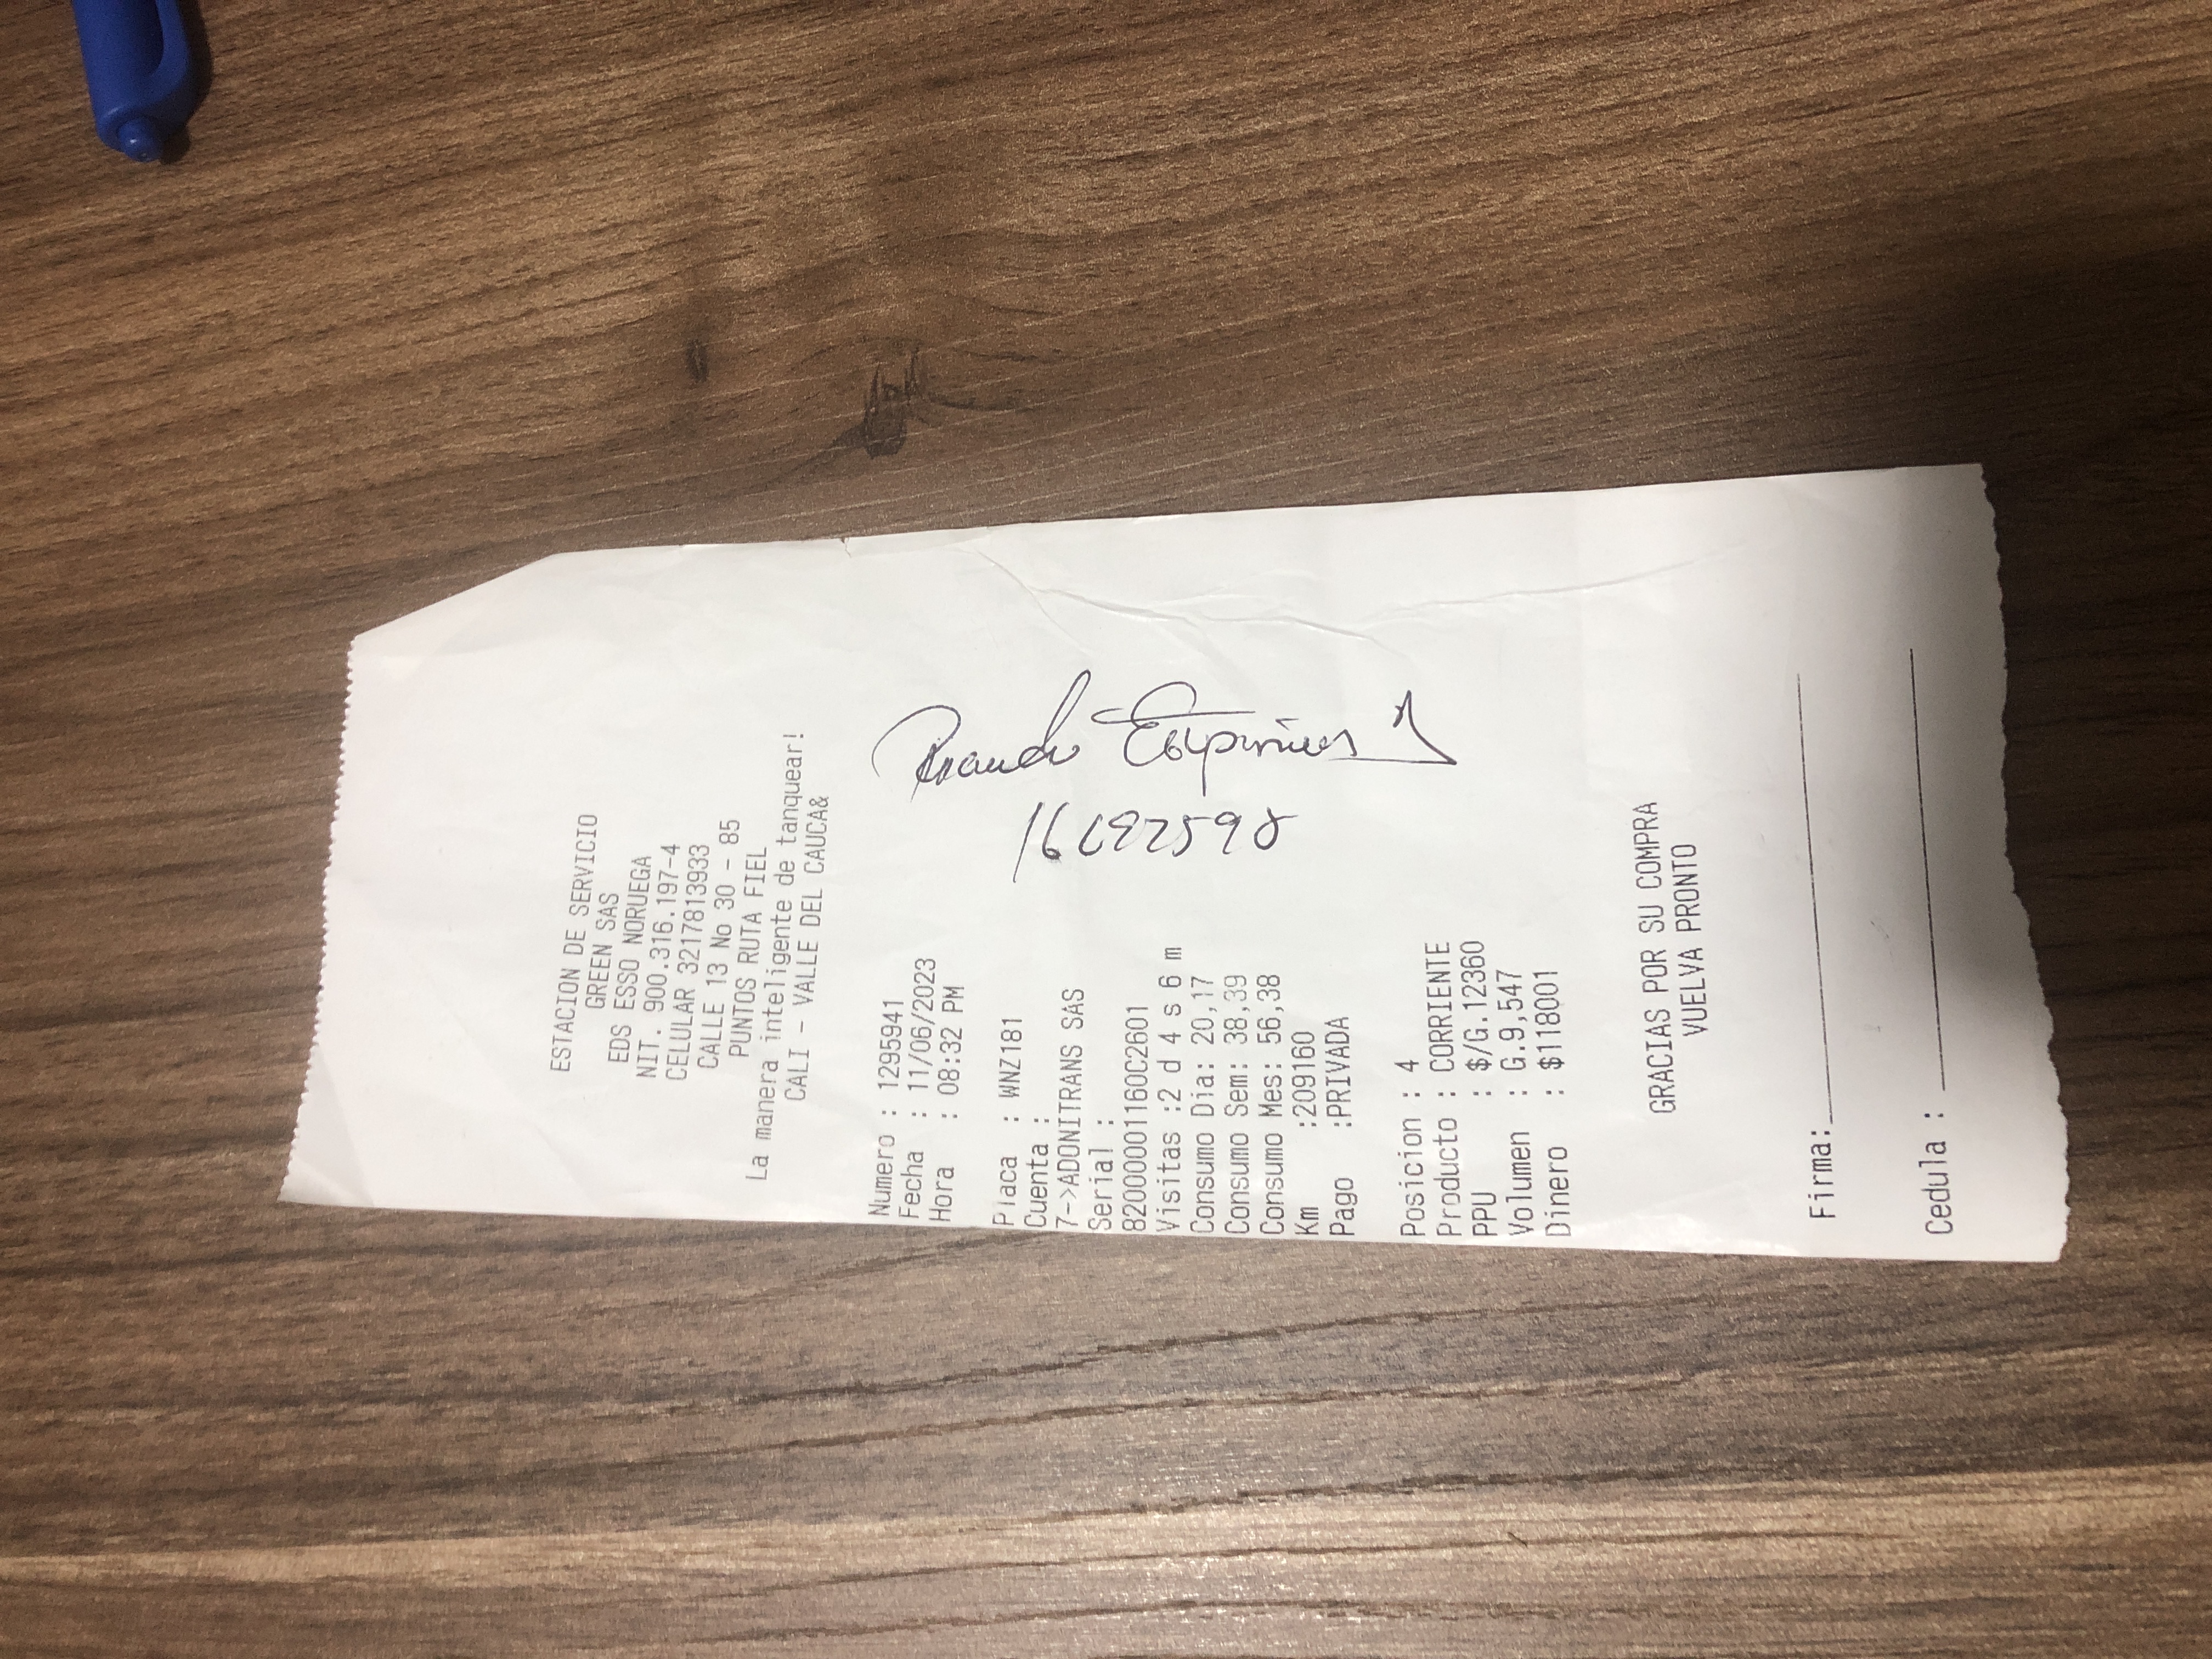 ESTACION DE SERVICIO
GREEN SAS
EDS ESSO NORUEGA
NIT. 900.316.197-4
CELULAR 3217813933
CALLE 13 No 30 - 85
PUNTOS RUTA FIEL
La manera inteligente de tanquear!
CALI - VALLE DEL CAUCA&
Numero : 1295941
Fecha : 11/06/2023
Hora : 08:32 PM
Placa : WNZ181
Cuenta :
7->ADONITRANS SAS
Serial :
82000001160C2601
Visitas :2 d 4 s 6 m
Consumo Dia: 20,17
Consumo Sem: 38,39
Consumo Mes: 56,38
Km :209160
Pago :PRIVADA
16692598
Posicion : 4
Producto : CORRIENTE
PPU : $/G.12360
Volumen : G.9,547
Dinero : $118001
GRACIAS POR SU COMPRA
VUELVA PRONTO
Firma:
Cedula :